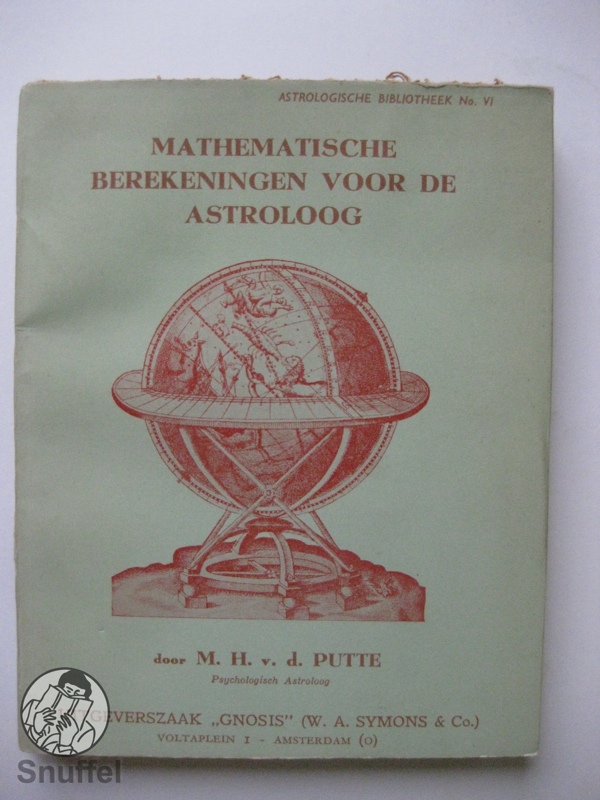 ASTROLOGISCHE BIBLIOTHEEK No. VI
MATHEMATISCHE
BEREKENINGEN VOOR DE
ASTROLOOG
door M. H. v. d. PUTTE
Psychologisch Astroloog
GEVERSZAAK „GNOSIS” (W. A. SYMONS & Co.)
VOLTAPLEIN 1 - AMSTERDAM (O)
Snuffel